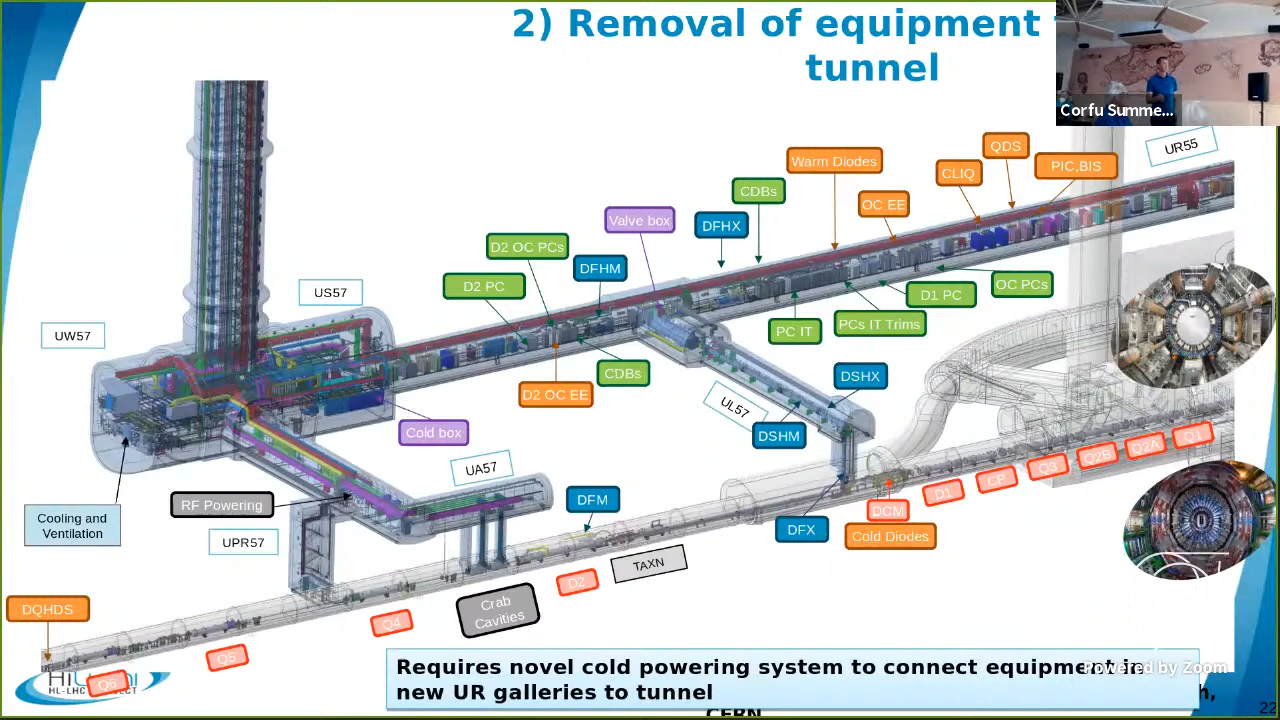 2) Removal of equipment
tunnel
Corfu Summe...
UR55
QDS
Warm Diodes
PIC,BIS
CLIQ
CDBs
OC EE
Valve box
DFHX
D2 OC PCs
DFHM
D2 PC
OC PCs
US57
D1 PC
PC IT
PCs IT Trims
UW57
CDBs
DSHX
D2 OC EE
UL57
DSHM
Cold box
Q1
Q2A
Q2B
Q3
UA57
CP
D1
RF Powering
DFM
DCM
DFX
Cold Diodes
Cooling and
Ventilation
UPR57
TAXN
D2
DQHDS
Crab
Cavities
Q4
Q5
Q6
HL-LHC
Requires novel cold powering system to connect equipment in
new UR galleries to tunnel
Powered by Zoom
h,
CERN
22